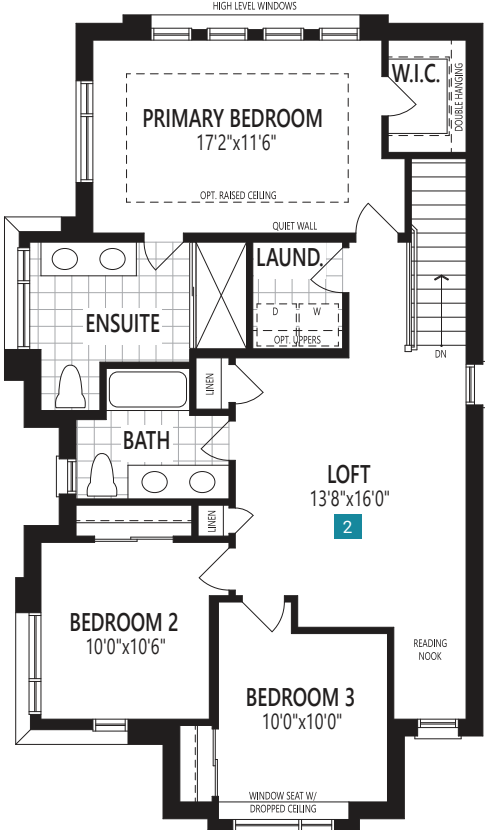 HIGH LEVEL WINDOWS
W.I.C.
DOUBLE HANGING
PRIMARY BEDROOM
17'2"x11'6"
OPT. RAISED CEILING
QUIET WALL
LAUND.
D W
OPT. UPPERS
ENSUITE
DN
LINEN
BATH
LOFT
13'8"x16'0"
2
LINEN
BEDROOM 2
10'0"x10'6"
READING
NOOK
BEDROOM 3
10'0"x10'0"
WINDOW SEAT W/
DROPPED CEILING